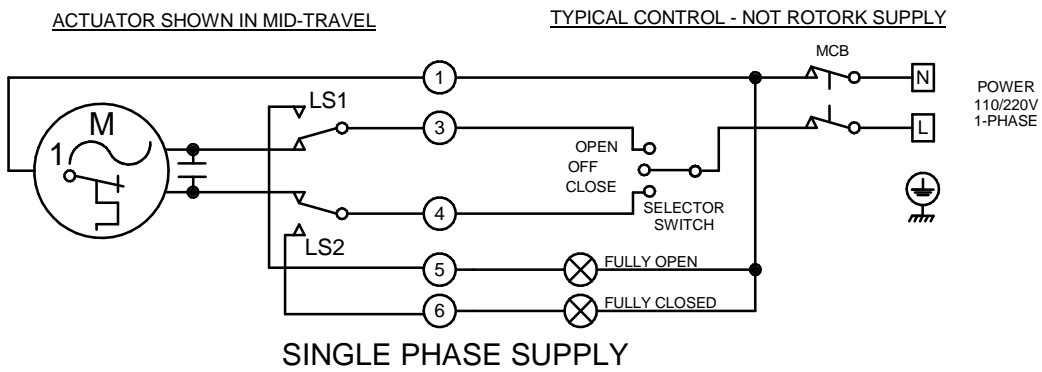 ACTUATOR SHOWN IN MID-TRAVEL
TYPICAL CONTROL - NOT ROTORK SUPPLY
MCB
1
N
POWER
110/220V
1-PHASE
LS1
M
1
3
OPEN
OFF
CLOSE
L
4
SELECTOR
SWITCH
LS2
5
FULLY OPEN
6
FULLY CLOSED
SINGLE PHASE SUPPLY